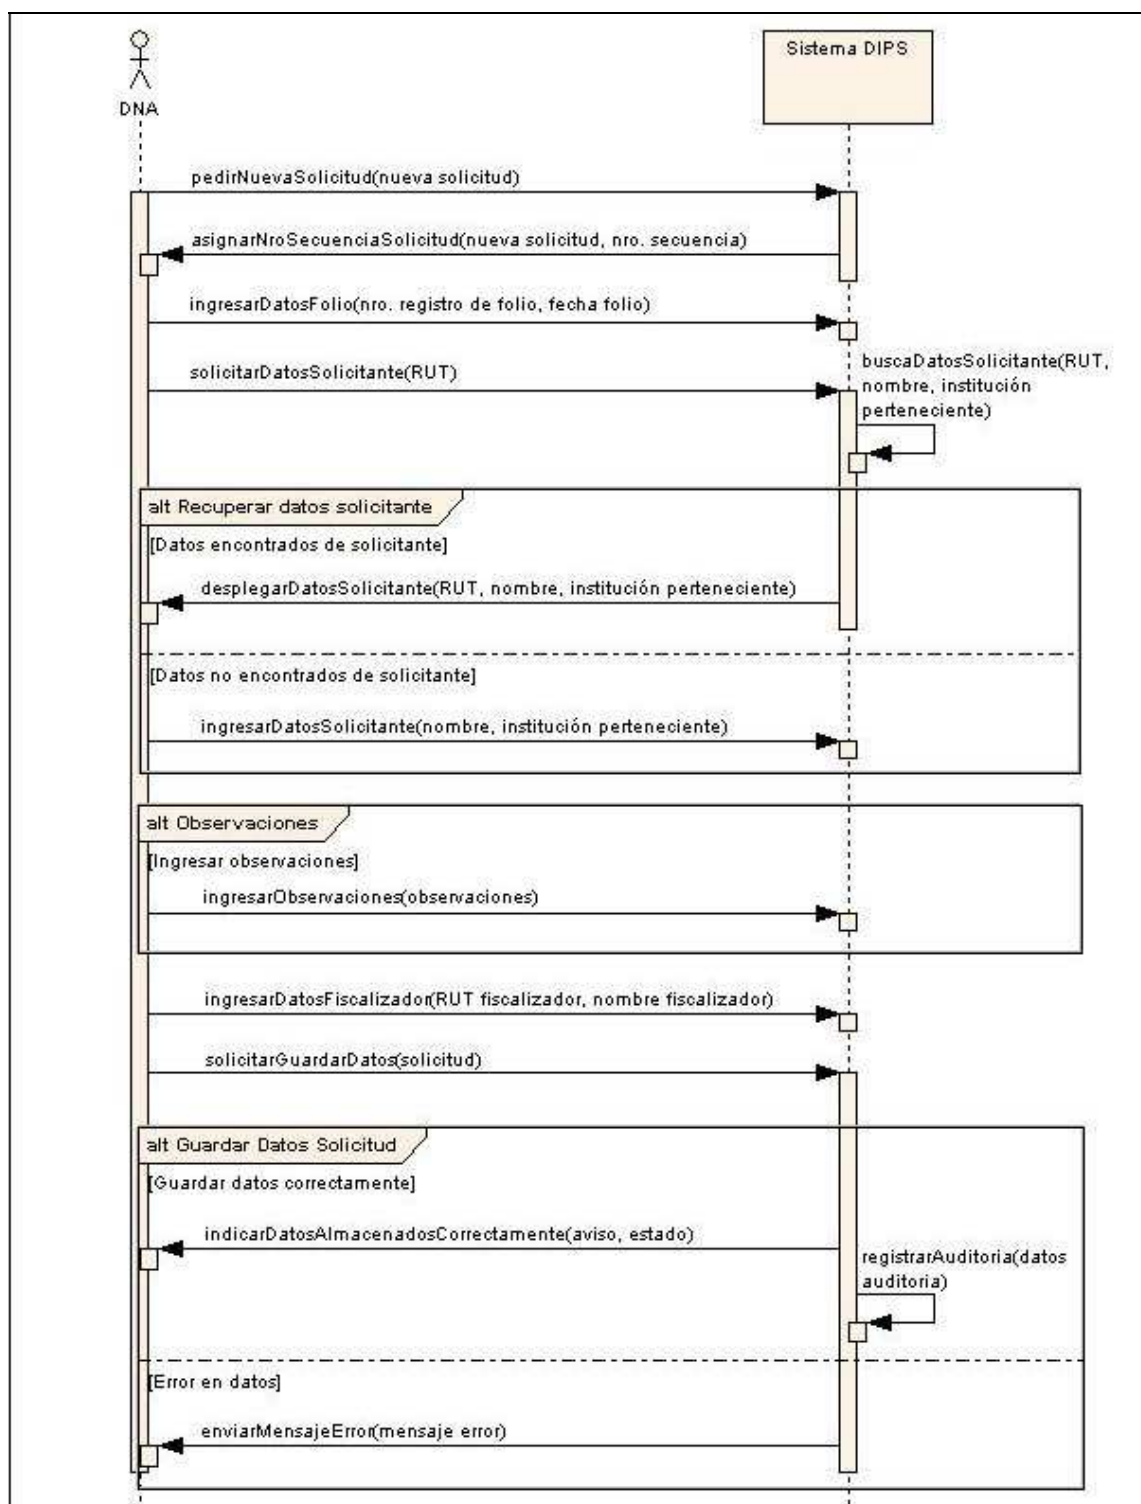 DNA
Sistema DIPS
pedirNuevaSolicitud(nueva solicitud)
asignarNroSecuenciaSolicitud(nueva solicitud, nro. secuencia)
ingresarDatosFolio(nro. registro de folio, fecha folio)
solicitarDatosSolicitante(RUT)
buscaDatosSolicitante(RUT,
nombre, institución
perteneciente)
alt Recuperar datos solicitante
[Datos encontrados de solicitante]
desplegarDatosSolicitante(RUT, nombre, institución perteneciente)
[Datos no encontrados de solicitante]
ingresarDatosSolicitante(nombre, institución perteneciente)
alt Observaciones
[Ingresar observaciones]
ingresarObservaciones(observaciones)
ingresarDatosFiscalizador(RUT fiscalizador, nombre fiscalizador)
solicitarGuardarDatos(solicitud)
alt Guardar Datos Solicitud
[Guardar datos correctamente]
indicarDatosAlmacenadosCorrectamente(aviso, estado)
registrarAuditoria(datos
auditoria)
[Error en datos]
enviarMensajeError(mensaje error)